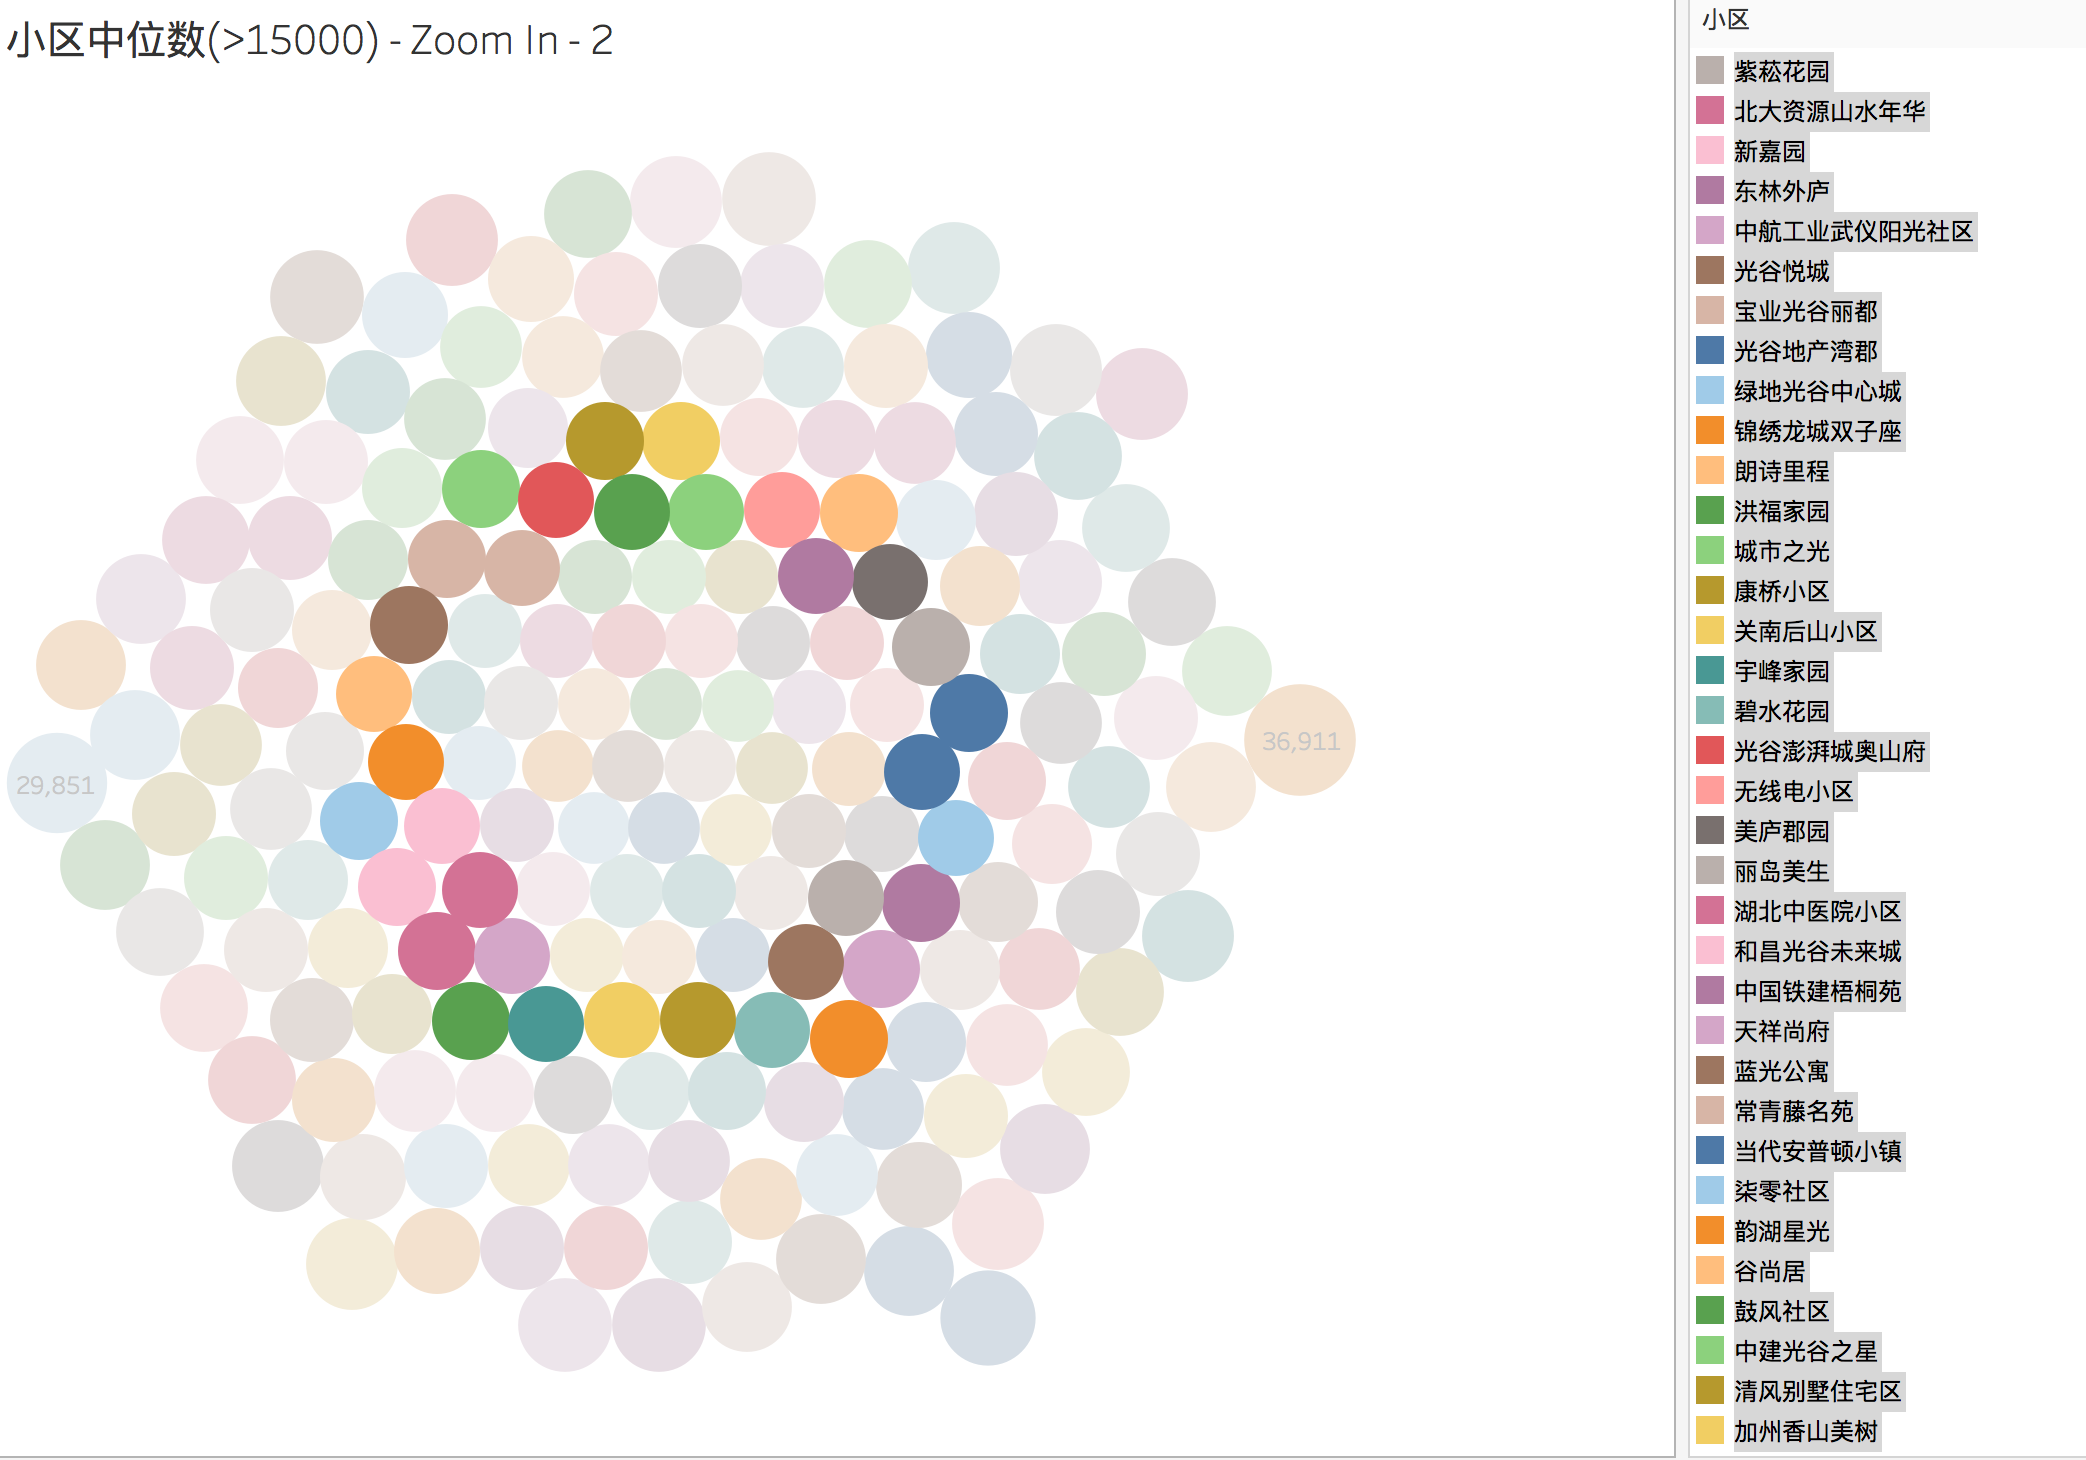 小区中位数(>15000) - Zoom In - 2
36,911
29,851
小区
紫菘花园
北大资源山水年华
新嘉园
东林外庐
中航工业武仪阳光社区
光谷悦城
宝业光谷丽都
光谷地产湾郡
绿地光谷中心城
锦绣龙城双子座
朗诗里程
洪福家园
城市之光
康桥小区
关南后山小区
宇峰家园
碧水花园
光谷澎湃城奥山府
无线电小区
美庐郡园
丽岛美生
湖北中医院小区
和昌光谷未来城
中国铁建梧桐苑
天祥尚府
蓝光公寓
常青藤名苑
当代安普顿小镇
柒零社区
韵湖星光
谷尚居
鼓风社区
中建光谷之星
清风别墅住宅区
加州香山美树